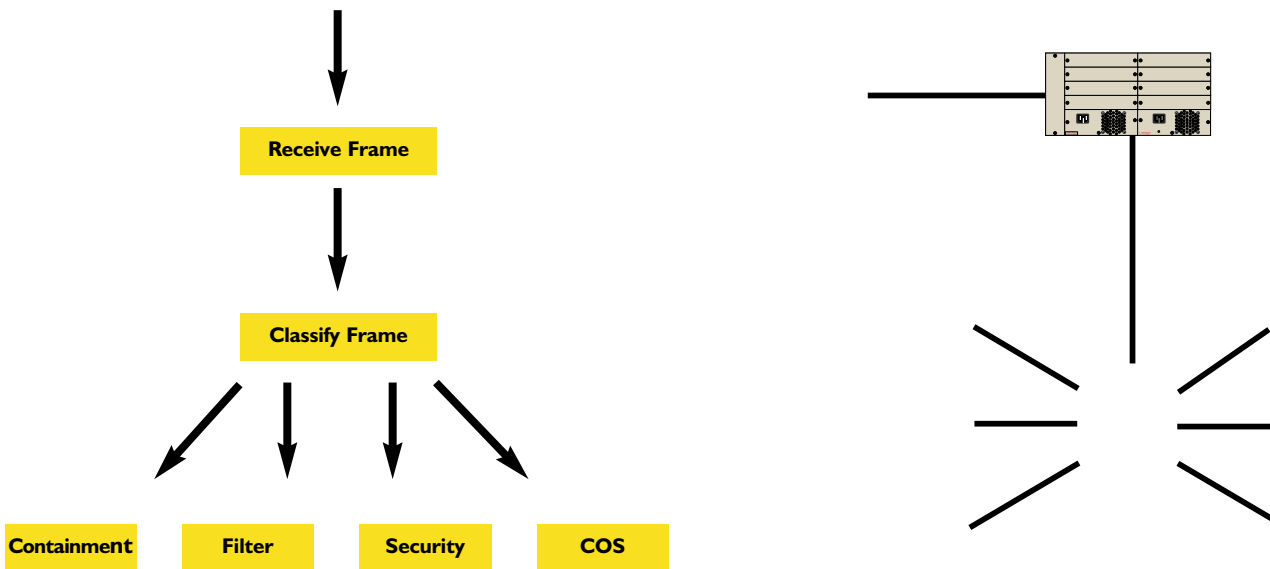 Receive Frame
Classify Frame
Containment
Filter
Security
COS